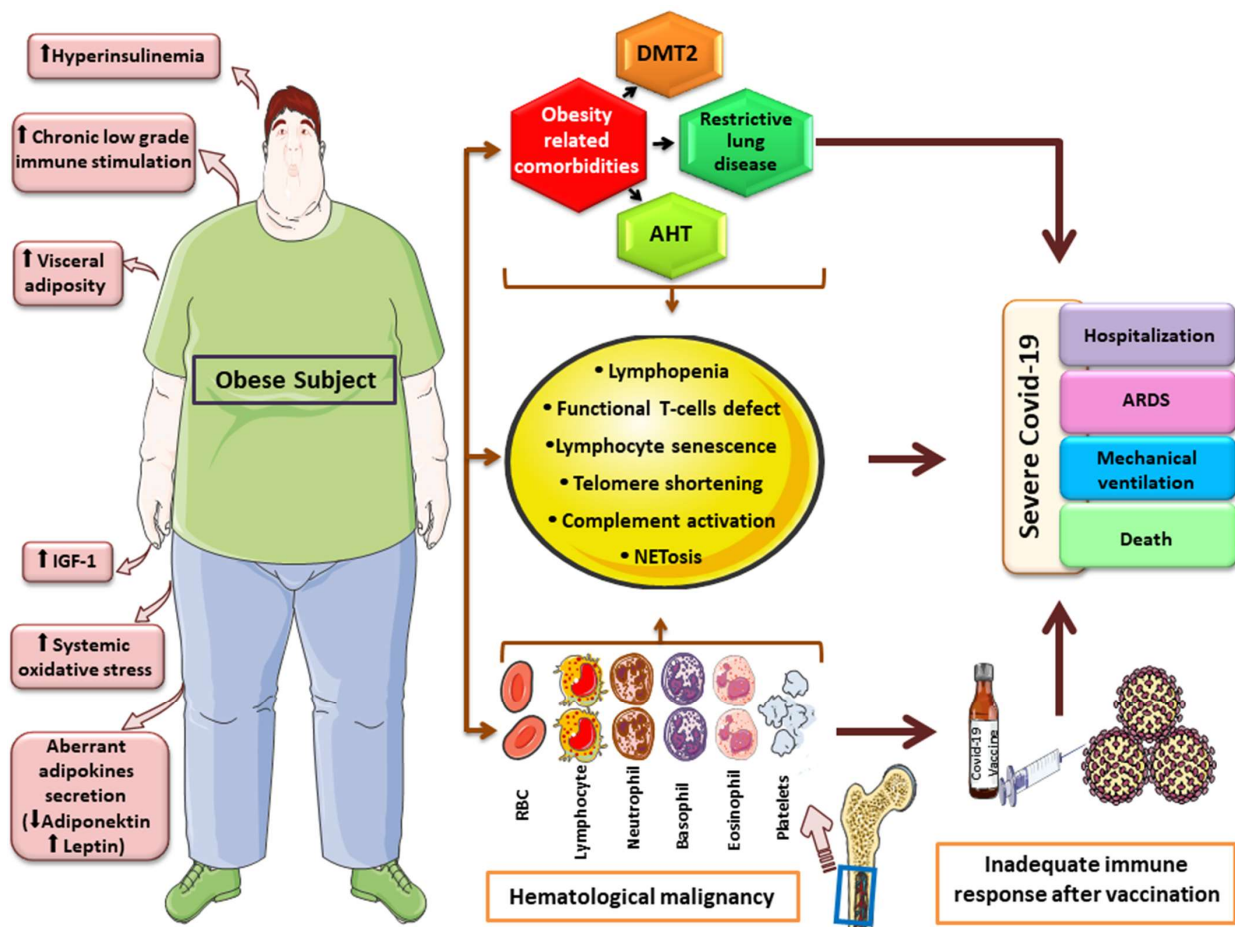 ⬆Hyperinsulinemia
⬆ Chronic low grade
immune stimulation
⬆ Visceral
adiposity
Obese Subject
⬆ IGF-1
⬆ Systemic
oxidative stress
Aberrant
adipokines
secretion
(⬇Adiponektin
⬆ Leptin)
DMT2
Obesity
related
comorbidities
Restrictive
lung
disease
AHT
• Lymphopenia
• Functional T-cells defect
•Lymphocyte senescence
• Telomere shortening
• Complement activation
• NETosis
RBC
Lymphocyte
Neutrophil
Basophil
Eosinophil
Platelets
Hematological malignancy
Severe Covid-19
Hospitalization
ARDS
Mechanical
ventilation
Death
Covid-19
Vaccine
Inadequate immune
response after vaccination